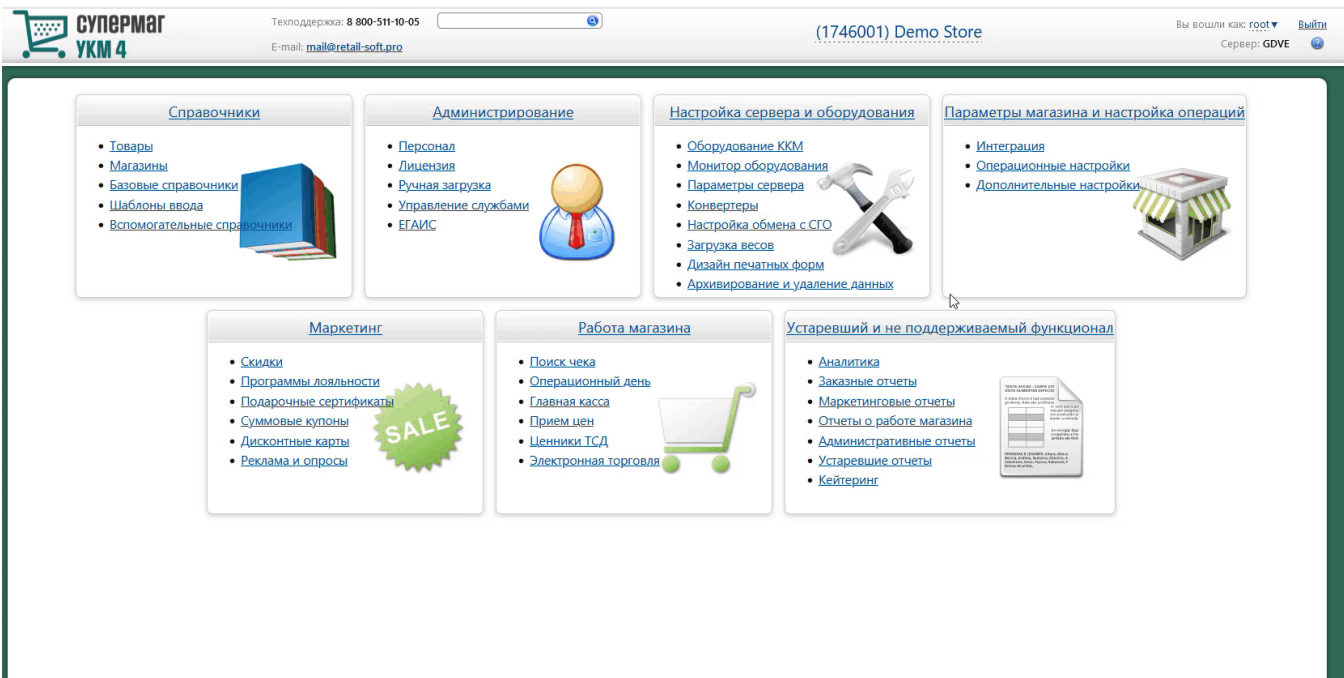 СУПЕРМАГ
УКМ 4
Техподдержка: 8 800-511-10-05
E-mail: mail@retail-soft.pro
(1746001) Demo Store
Вы вошли как: root▼ Выйти
Сервер: GDVE
Справочники
• Товары
• Магазины
• Базовые справочники
• Шаблоны ввода
• Вспомогательные справочники
Администрирование
• Персонал
• Лицензия
• Ручная загрузка
• Управление службами
• ЕГАИС
Настройка сервера и оборудования
• Оборудование ККМ
• Монитор оборудования
• Параметры сервера
• Конвертеры
• Настройка обмена с СГО
• Загрузка весов
• Дизайн печатных форм
• Архивирование и удаление данных
Параметры магазина и настройка операций
• Интеграция
• Операционные настройки
• Дополнительные настройки
Маркетинг
• Скидки
• Программы лояльности
• Подарочные сертификаты
• Суммовые купоны
• Дисконтные карты
• Реклама и опросы
SALE
Работа магазина
• Поиск чека
• Операционный день
• Главная касса
• Прием цен
• Ценники ТСД
• Электронная торговля
Устаревший и не поддерживаемый функционал
• Аналитика
• Заказные отчеты
• Маркетинговые отчеты
• Отчеты о работе магазина
• Административные отчеты
• Устаревшие отчеты
• Кейтеринг